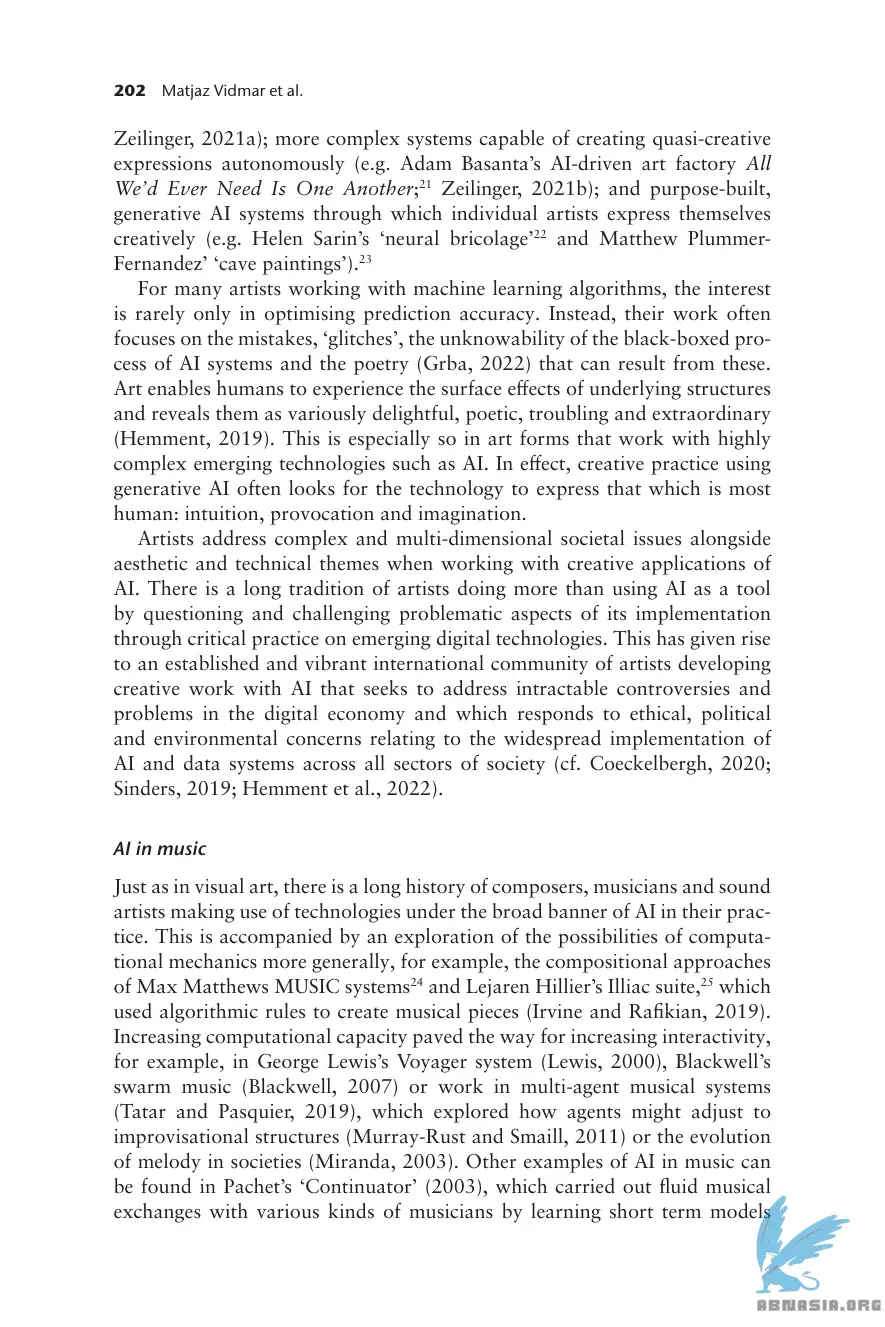 202 Matjaz Vidmar et al.
Zeilinger, 2021a); more complex systems capable of creating quasi-creative
expressions autonomously (e.g. Adam Basanta’s AI-driven art factory All
We’d Ever Need Is One Another;21 Zeilinger, 2021b); and purpose-built,
generative AI systems through which individual artists express themselves
creatively (e.g. Helen Sarin’s ‘neural bricolage’22 and Matthew Plummer-
Fernandez’ ‘cave paintings’).23
For many artists working with machine learning algorithms, the interest
is rarely only in optimising prediction accuracy. Instead, their work often
focuses on the mistakes, ‘glitches’, the unknowability of the black-boxed pro-
cess of AI systems and the poetry (Grba, 2022) that can result from these.
Art enables humans to experience the surface effects of underlying structures
and reveals them as variously delightful, poetic, troubling and extraordinary
(Hemment, 2019). This is especially so in art forms that work with highly
complex emerging technologies such as AI. In effect, creative practice using
generative AI often looks for the technology to express that which is most
human: intuition, provocation and imagination.
Artists address complex and multi-dimensional societal issues alongside
aesthetic and technical themes when working with creative applications of
AI. There is a long tradition of artists doing more than using AI as a tool
by questioning and challenging problematic aspects of its implementation
through critical practice on emerging digital technologies. This has given rise
to an established and vibrant international community of artists developing
creative work with AI that seeks to address intractable controversies and
problems in the digital economy and which responds to ethical, political
and environmental concerns relating to the widespread implementation of
AI and data systems across all sectors of society (cf. Coeckelbergh, 2020;
Sinders, 2019; Hemment et al., 2022).
AI in music
Just as in visual art, there is a long history of composers, musicians and sound
artists making use of technologies under the broad banner of AI in their prac-
tice. This is accompanied by an exploration of the possibilities of computa-
tional mechanics more generally, for example, the compositional approaches
of Max Matthews MUSIC systems24 and Lejaren Hillier’s Illiac suite,25 which
used algorithmic rules to create musical pieces (Irvine and Rafikian, 2019).
Increasing computational capacity paved the way for increasing interactivity,
for example, in George Lewis’s Voyager system (Lewis, 2000), Blackwell’s
swarm music (Blackwell, 2007) or work in multi-agent musical systems
(Tatar and Pasquier, 2019), which explored how agents might adjust to
improvisational structures (Murray-Rust and Smaill, 2011) or the evolution
of melody in societies (Miranda, 2003). Other examples of AI in music can
be found in Pachet’s ‘Continuator’ (2003), which carried out fluid musical
exchanges with various kinds of musicians by learning short term models
ABNASIA.ORG